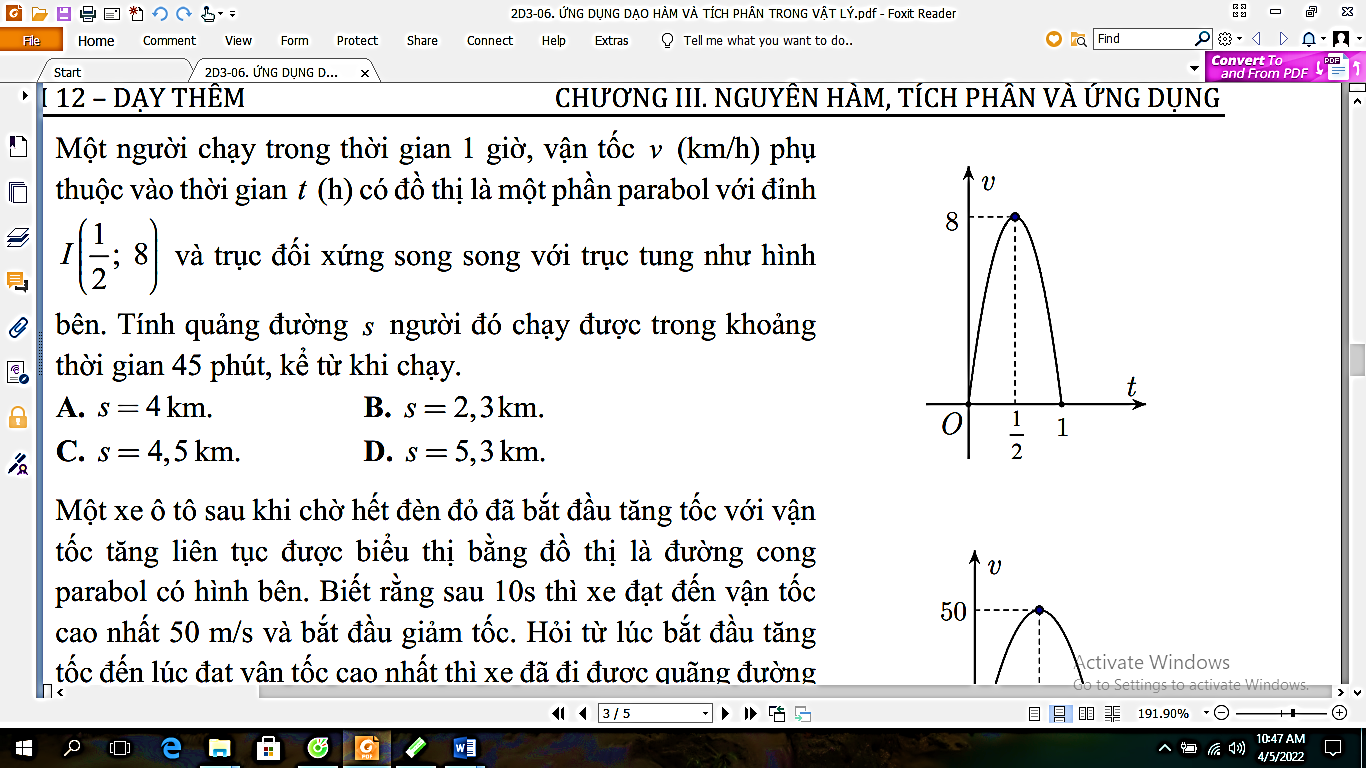 2D3-06. ỨNG DỤNG DẠO HÀM VÀ TÍCH PHÂN TRONG VẬT LÝ.pdf - Foxit Reader
File Home Comment View Form Protect Share Connect Help Extras Tell me what you want to do.. Find
Start 2D3-06. ỨNG DỤNG D... Convert To and From PDF
I 12 – DẠY THÊM CHƯƠNG III. NGUYÊN HÀM, TÍCH PHÂN VÀ ỨNG DỤNG
Một người chạy trong thời gian 1 giờ, vận tốc v (km/h) phụ
thuộc vào thời gian t (h) có đồ thị là một phần parabol với đỉnh
I(1/2; 8) và trục đối xứng song song với trục tung như hình
bên. Tính quảng đường s người đó chạy được trong khoảng
thời gian 45 phút, kể từ khi chạy.
A. s = 4 km. B. s = 2,3 km.
C. s = 4,5 km. D. s = 5,3 km.
v
8
t
O 1/2 1
Một xe ô tô sau khi chờ hết đèn đỏ đã bắt đầu tăng tốc với vận
tốc tăng liên tục được biểu thị bằng đồ thị là đường cong
parabol có hình bên. Biết rằng sau 10s thì xe đạt đến vận tốc
cao nhất 50 m/s và bắt đầu giảm tốc. Hỏi từ lúc bắt đầu tăng
tốc đến lúc đạt vận tốc cao nhất thì xe đã đi được quãng đường
v
50
Activate Windows
Go to Settings to activate Windows.
3 / 5 191.90%
10:47 AM
4/5/2022